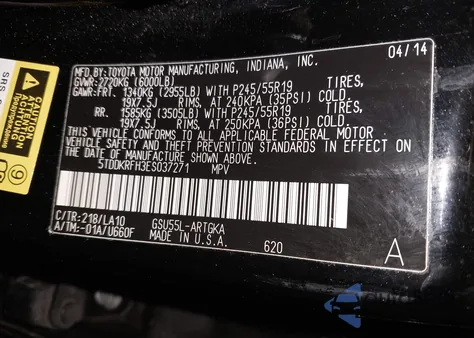 MFD.BY:TOYOTA MOTOR MANUFACTURING, INDIANA, INC. 04/14
GVWR:2720KG (6000LB)
GAWR:FRT. 1340KG (2955LB) WITH P245/55R19 TIRES,
19X7.5J RIMS, AT 240KPA (35PSI) COLD.
RR. 1585KG (3505LB) WITH P245/55R19 TIRES,
19X7.5J RIMS, AT 250KPA (36PSI) COLD.
THIS VEHICLE CONFORMS TO ALL APPLICABLE FEDERAL MOTOR
VEHICLE SAFETY AND THEFT PREVENTION STANDARDS IN EFFECT ON
THE DATE OF MANUFACTURE SHOWN ABOVE.
5TDDKRFH3ES037271 MPV
C/TR:218/LA10 GSU55L-ARTGKA
A/TM:-01A/U660F MADE IN U.S.A. 620 A
SRS
CAUTION